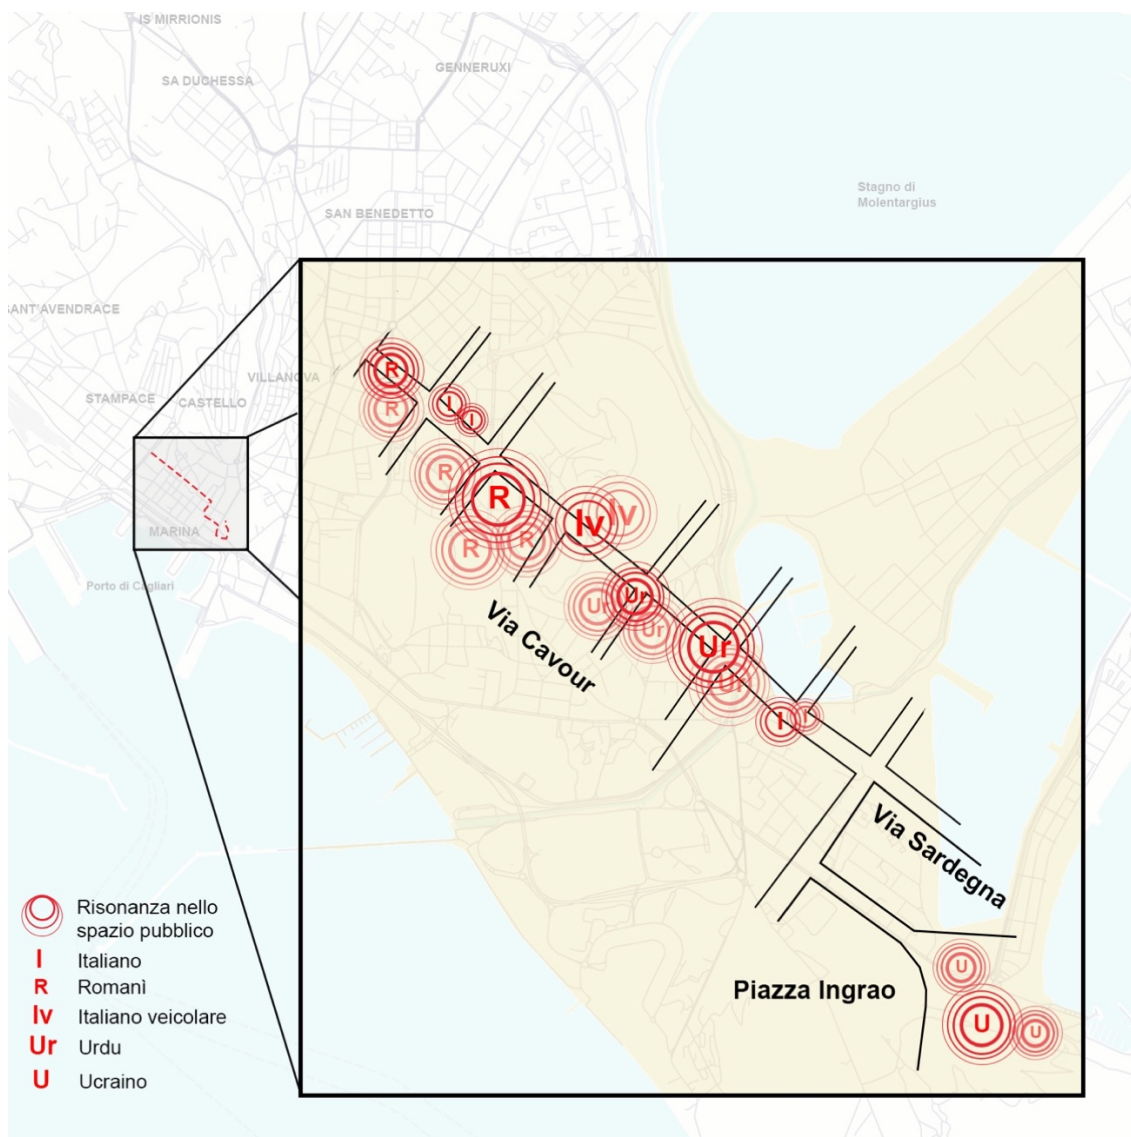 IS MIRRIONIS
GENNERUXI
SA DUCHESSA
Stagno di
Molentargius
SAN BENEDETTO
SANT'AVENDRACE
VILLANOVA
STAMPACE
CASTELLO
MARINA
Porto di Cagliari
R
R
I
I
R
R
R
R
Iv
Iv
Ur
Ur
Ur
Via Cavour
Ur
Ur
I
I
Via Sardegna
Piazza Ingrao
U
U
U
Risonanza nello
spazio pubblico
I Italiano
R Romanì
Iv Italiano veicolare
Ur Urdu
U Ucraino